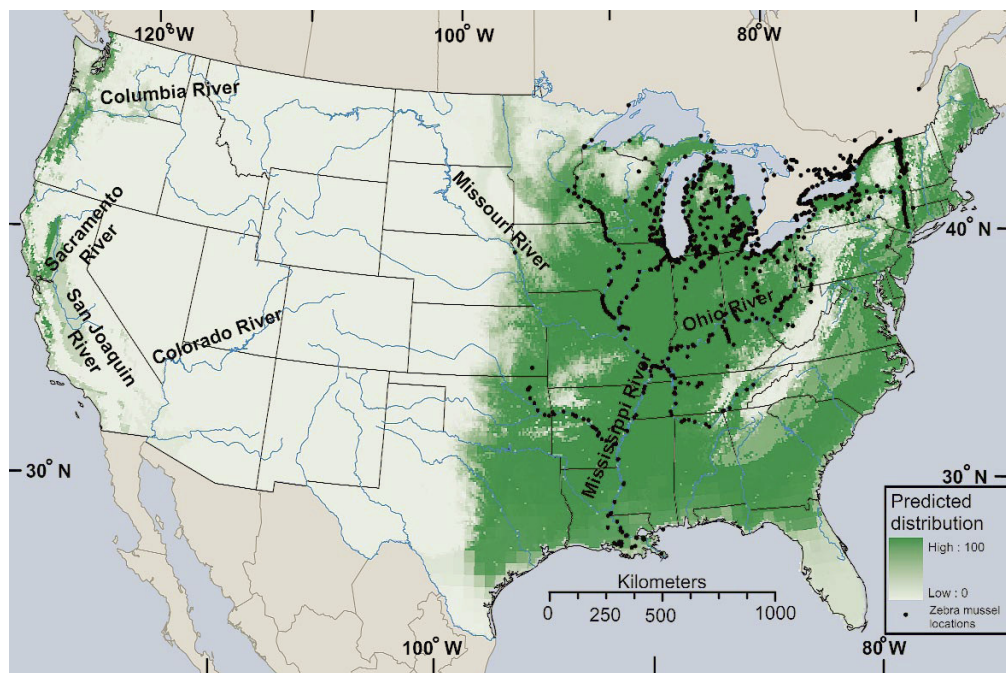 120° W
100° W
80° W
Columbia River
Missouri River
Sacramento
River
40° N
San Joaquin
River
Colorado River
Ohio River
Mississippi River
30° N
30° N
Predicted
distribution
High : 100
Low : 0
Zebra mussel
locations
Kilometers
0 250 500 1000
100° W
80° W